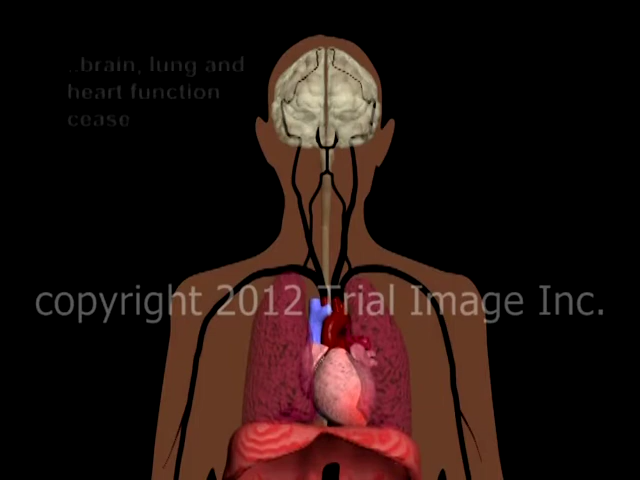 ..brain, lung and
heart function
cease
copyright 2012 Trial Image Inc.